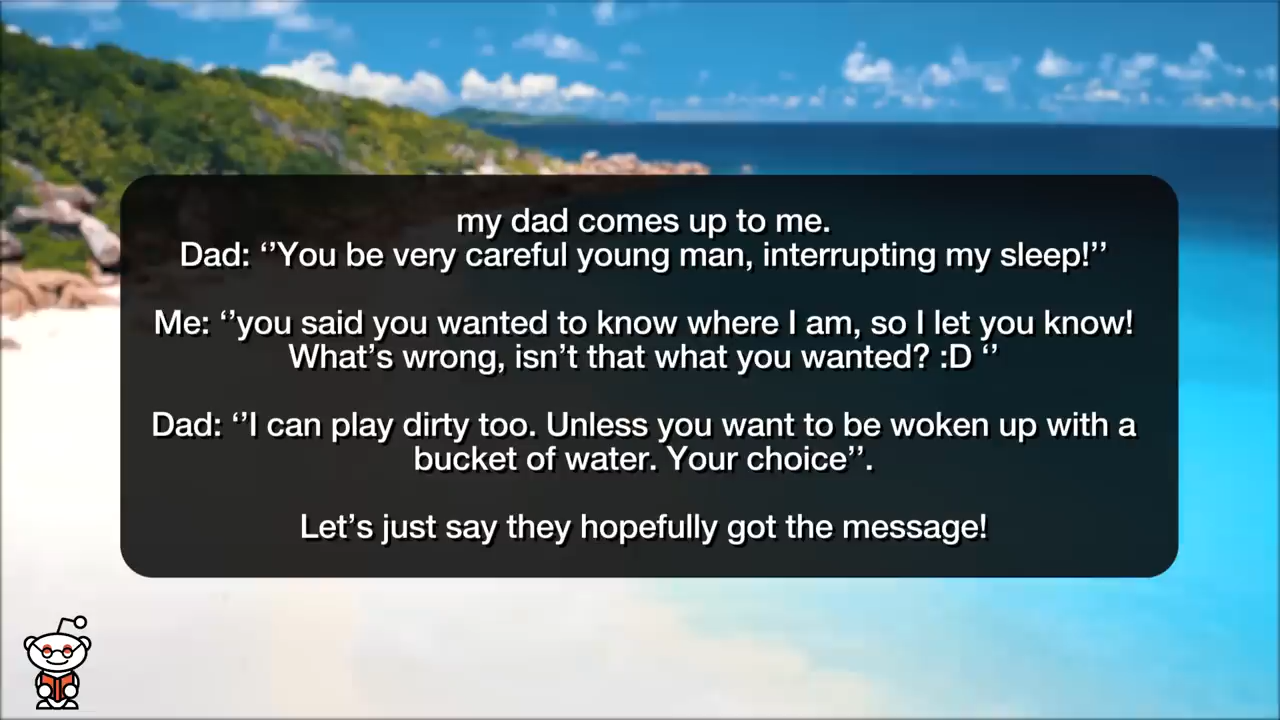 my dad comes up to me.
Dad: ‘’You be very careful young man, interrupting my sleep!’’
Me: ‘’you said you wanted to know where I am, so I let you know!
What’s wrong, isn’t that what you wanted? :D ‘’
Dad: ‘’I can play dirty too. Unless you want to be woken up with a
bucket of water. Your choice’’.
Let’s just say they hopefully got the message!